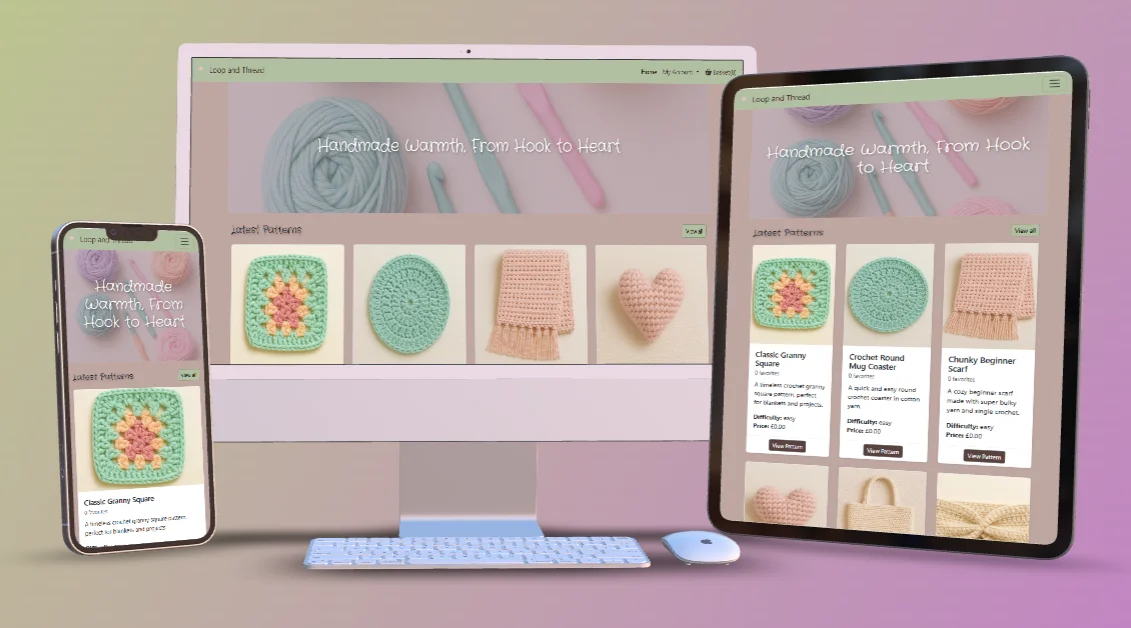 Loop and Thread
Home My Account Basket(0)
Handmade Warmth, From Hook to Heart
Latest Patterns
View all
Loop and Thread
Handmade Warmth, From Hook
to Heart
Latest Patterns
View all
Classic Granny
Square
0 favorites
A timeless crochet granny
square pattern, perfect
for blankets and projects.
Difficulty: easy
Price: £0.00
View Pattern
Crochet Round
Mug Coaster
0 favorites
A quick and easy round
crochet coaster in cotton
yarn.
Difficulty: easy
Price: £0.00
View Pattern
Chunky Beginner
Scarf
0 favorites
A cozy beginner scarf
made with super bulky
yarn and single crochet.
Difficulty: easy
Price: £0.00
View Pattern
Loop and Thread
Handmade
Warmth, From
Hook to Heart
Latest Patterns
View all
Classic Granny Square
0 favorites
A timeless crochet granny square pattern,
perfect for blankets and projects.